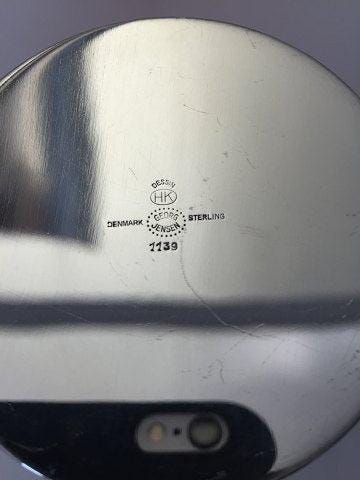 DESSIN
HK
DENMARK GEORG JENSEN STERLING
1139